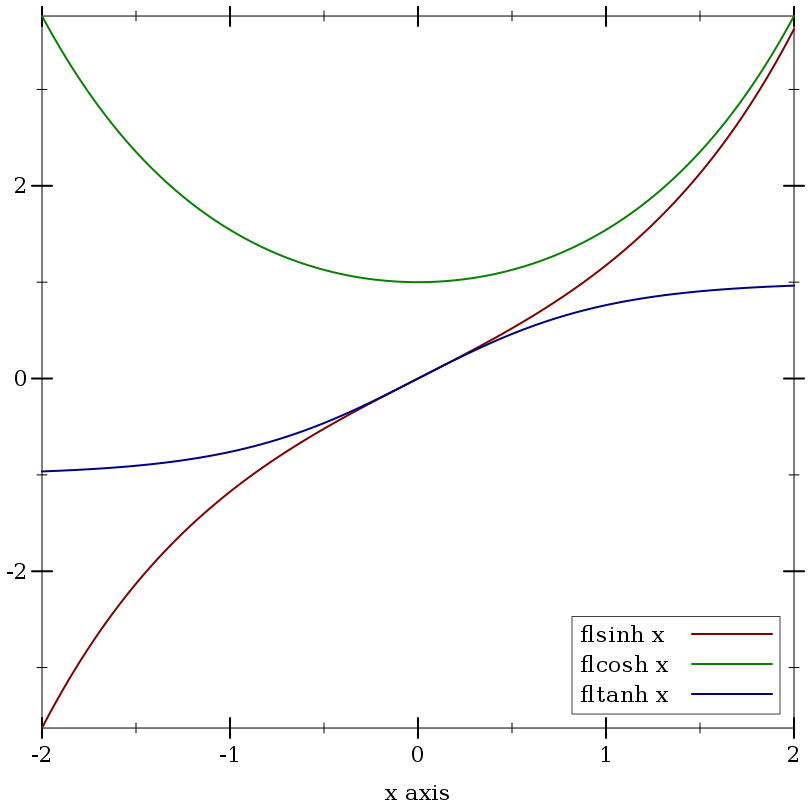 2
0
-2
flsinh x
flcosh x
fltanh x
-2 -1 0 1 2
x axis